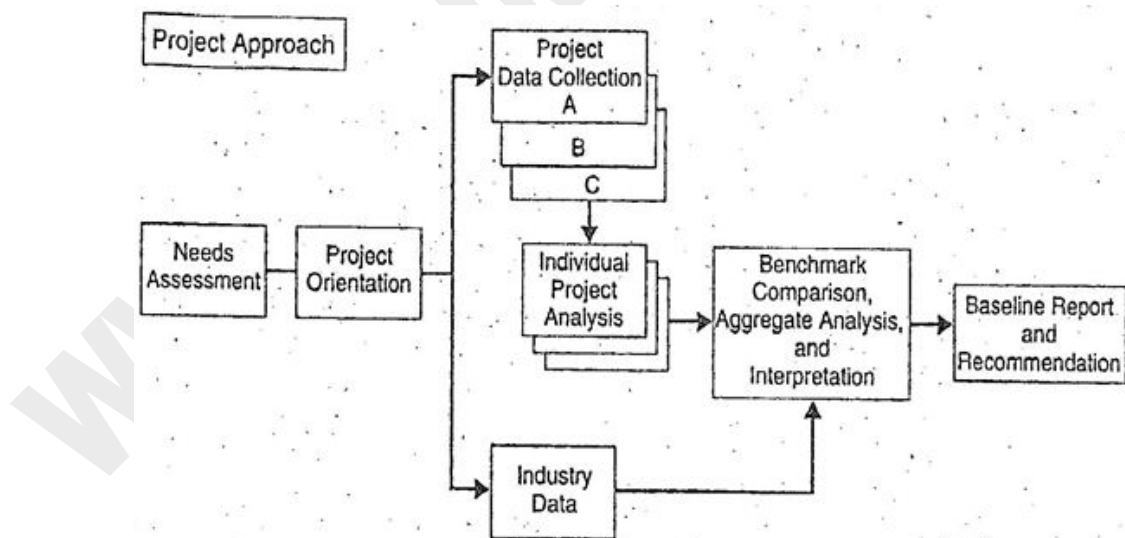 Project Approach
Project
Data Collection
A
B
C
Needs
Assessment
Project
Orientation
Individual
Project
Analysis
Benchmark
Comparison,
Aggregate Analysis,
and
Interpretation
Baseline Report
and
Recommendation
Industry
Data